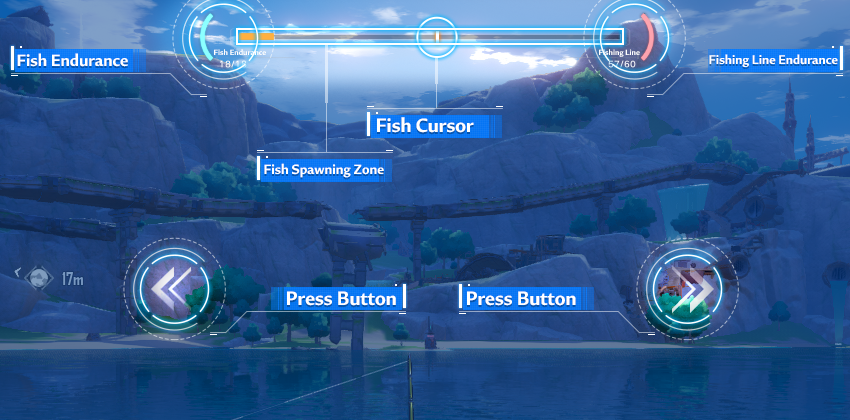 Fish Endurance
Fishing Line
57/60
Fish Endurance
Fishing Line Endurance
Fish Cursor
Fish Spawning Zone
17m
Press Button
Press Button